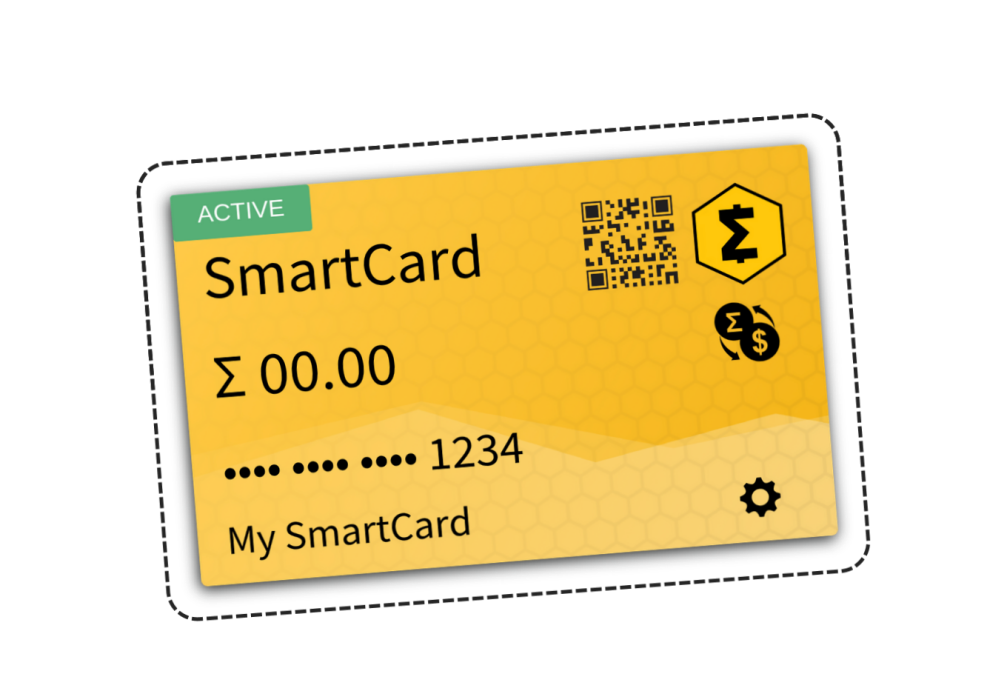 ACTIVE
SmartCard
Σ 00.00
•••• •••• •••• 1234
My SmartCard
Σ
Σ $